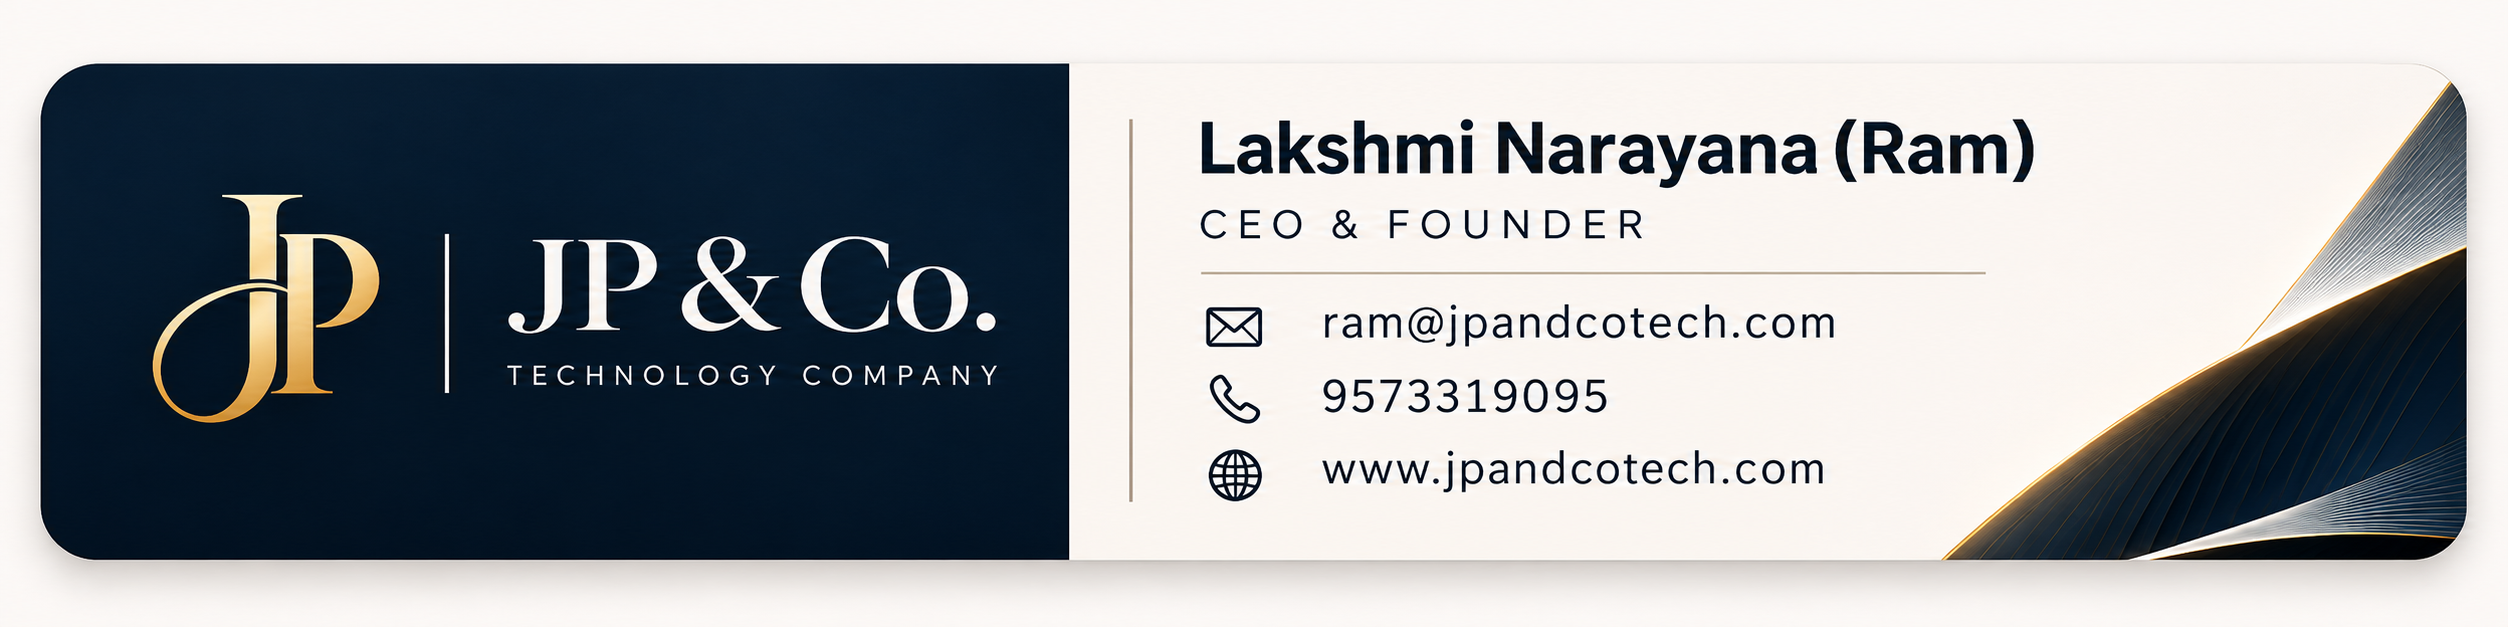 JP
JP & Co.
TECHNOLOGY COMPANY
Lakshmi Narayana (Ram)
CEO & FOUNDER
ram@jpandcotech.com
9573319095
www.jpandcotech.com